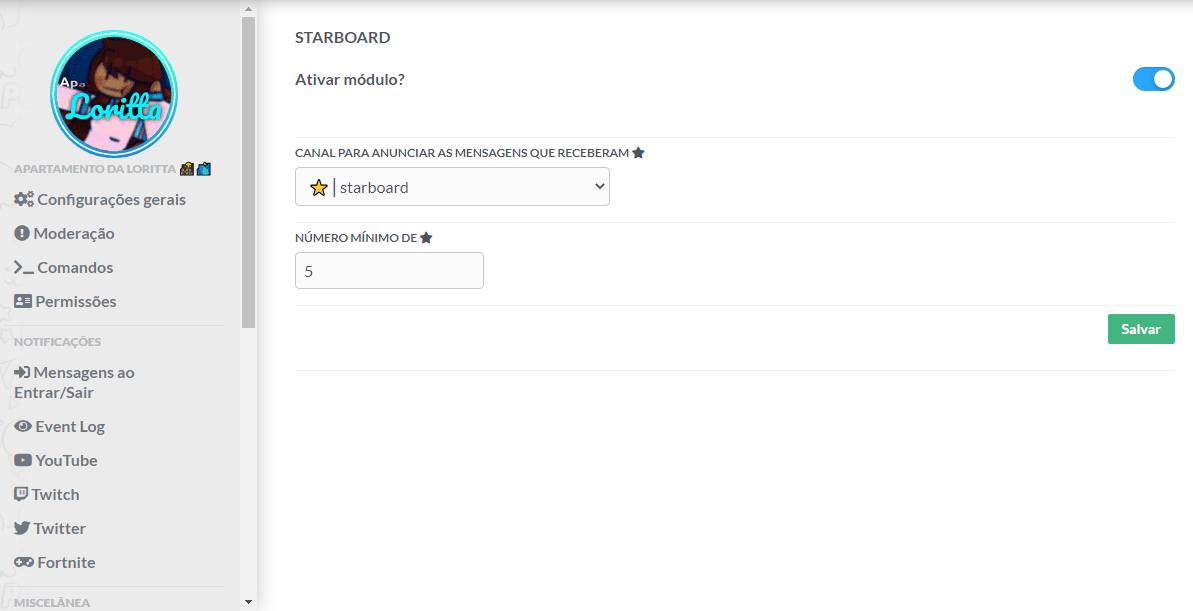 Apa
Loritta
APARTAMENTO DA LORITTA
Configurações gerais
Moderação
Comandos
Permissões
NOTIFICAÇÕES
Mensagens ao
Entrar/Sair
Event Log
YouTube
Twitch
Twitter
Fortnite
MISCELÂNEA
STARBOARD
Ativar módulo?
CANAL PARA ANUNCIAR AS MENSAGENS QUE RECEBERAM ★
⭐ | starboard
NÚMERO MÍNIMO DE ★
5
Salvar